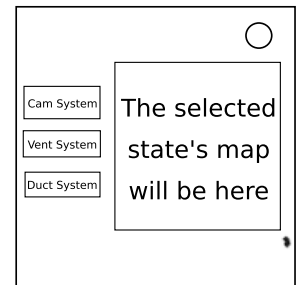 Cam System
Vent System
Duct System
The selected
state's map
will be here